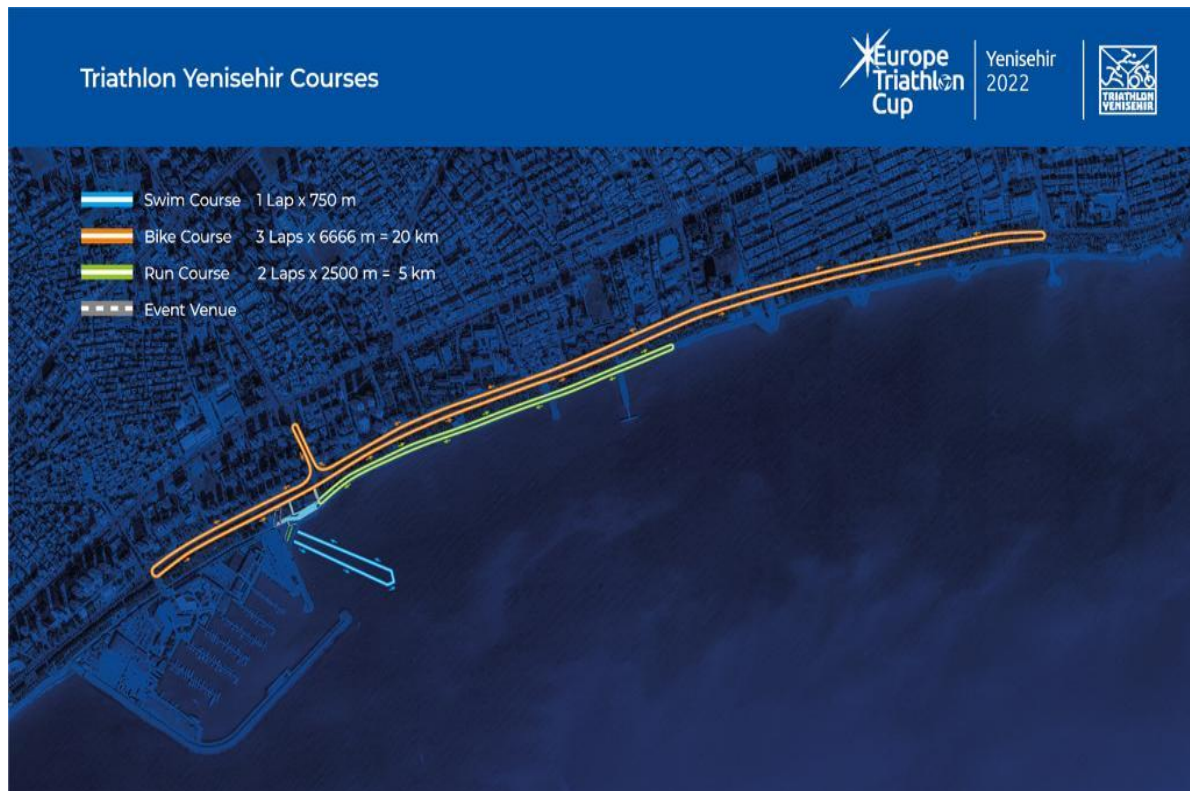 Triathlon Yenisehir Courses
Europe
Triathlon
Cup
Yenisehir
2022
TRIATHLON
YENISEHIR
Swim Course 1 Lap x 750 m
Bike Course 3 Laps x 6666 m = 20 km
Run Course 2 Laps x 2500 m = 5 km
Event Venue